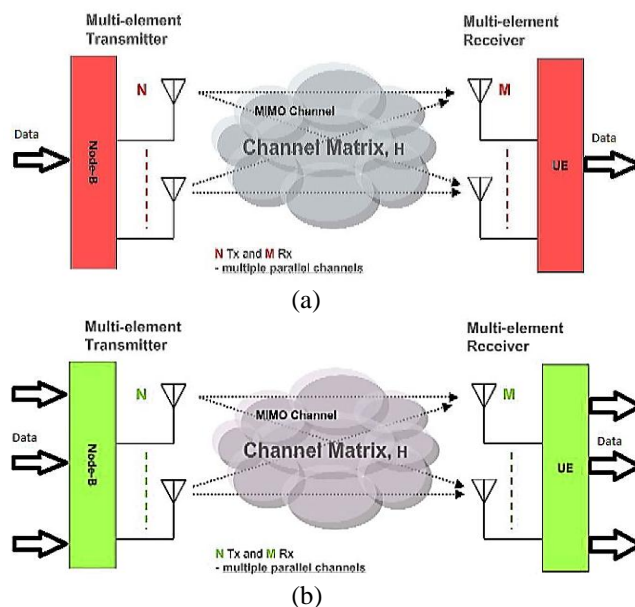 Multi-element
Transmitter
Multi-element
Receiver
N
M
MIMO Channel
Data
Data
Channel Matrix, H
Node-B
UE
N Tx and M Rx
- multiple parallel channels
(a)
Multi-element
Transmitter
Multi-element
Receiver
N
M
MIMO Channel
Data
Data
Channel Matrix, H
Node-B
UE
N Tx and M Rx
- multiple parallel channels
(b)